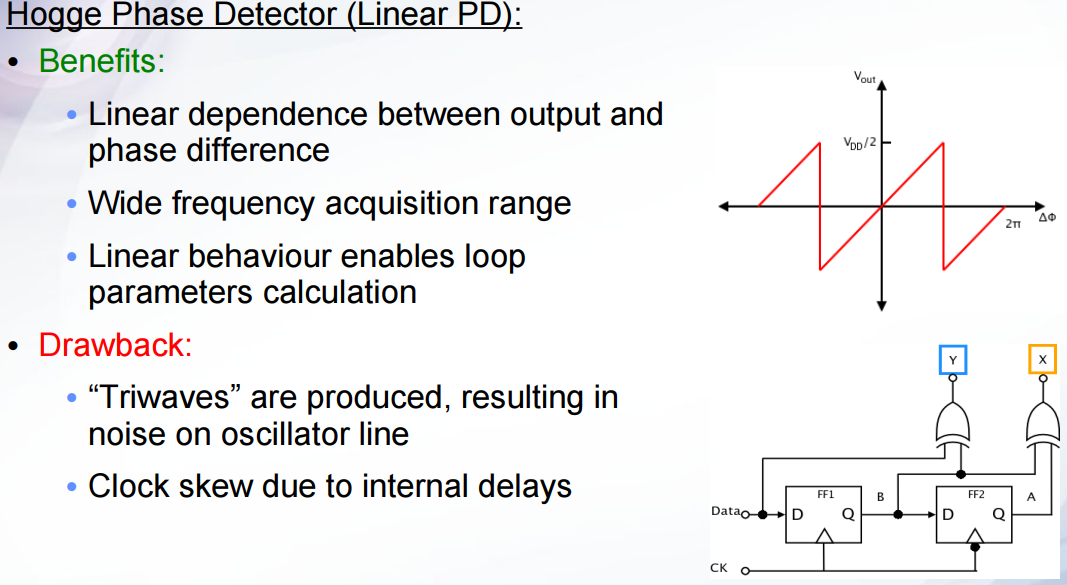 Hogge Phase Detector (Linear PD):
• Benefits:
• Linear dependence between output and
phase difference
• Wide frequency acquisition range
• Linear behaviour enables loop
parameters calculation
• Drawback:
• “Triwaves” are produced, resulting in
noise on oscillator line
• Clock skew due to internal delays
Vout
VDD/2
2π
ΔΦ
Y
X
FF1
B
FF2
A
Data
D
Q
D
Q
CK